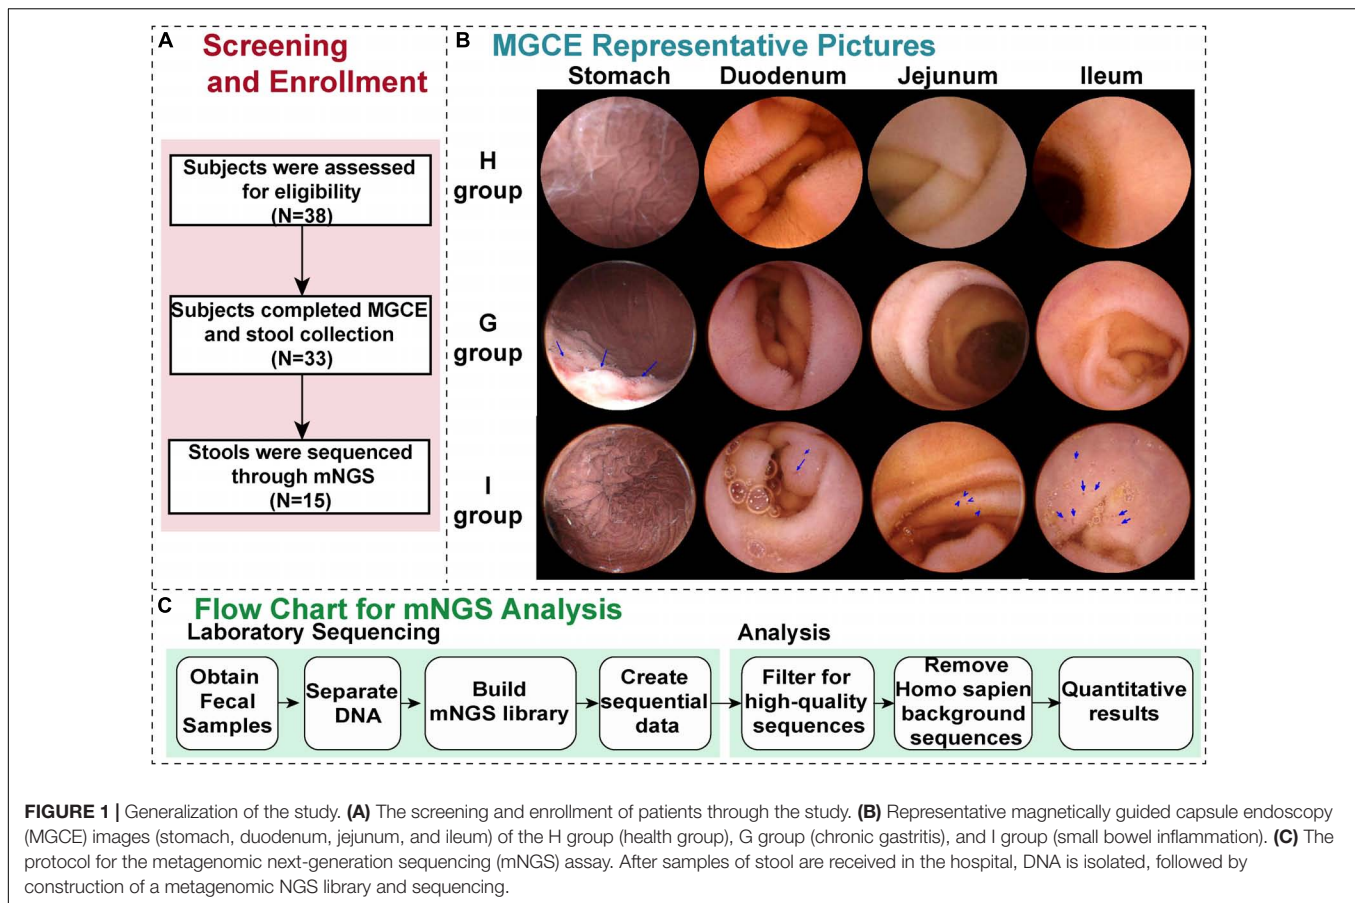 A Screening
and Enrollment
Subjects were assessed
for eligibility
(N=38)
Subjects completed MGCE
and stool collection
(N=33)
Stools were sequenced
through mNGS
(N=15)
B MGCE Representative Pictures
Stomach Duodenum Jejunum Ileum
H
group
G
group
I
group
C Flow Chart for mNGS Analysis
Laboratory Sequencing
Obtain
Fecal
Samples
Separate
DNA
Build
mNGS library
Create
sequential
data
Analysis
Filter for
high-quality
sequences
Remove
Homo sapien
background
sequences
Quantitative
results
FIGURE 1 | Generalization of the study. (A) The screening and enrollment of patients through the study. (B) Representative magnetically guided capsule endoscopy
(MGCE) images (stomach, duodenum, jejunum, and ileum) of the H group (health group), G group (chronic gastritis), and I group (small bowel inflammation). (C) The
protocol for the metagenomic next-generation sequencing (mNGS) assay. After samples of stool are received in the hospital, DNA is isolated, followed by
construction of a metagenomic NGS library and sequencing.